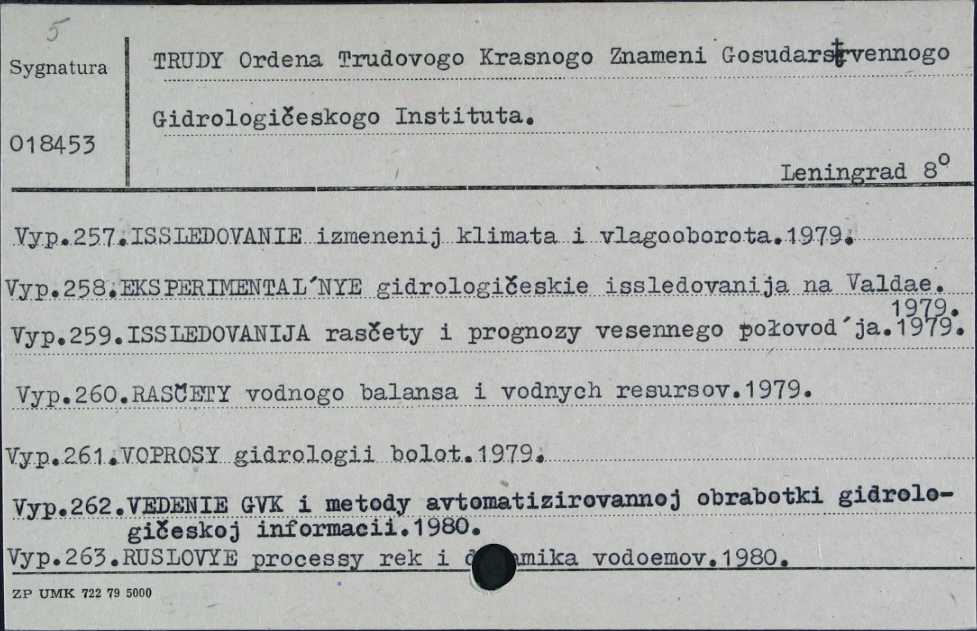 5
Sygnatura
018453
TRUDY Ordena Trudovogo Krasnogo Znameni Gosudarstvennogo
Gidrologičeskogo Instituta.
Leningrad 8°
Vyp.257.ISSLEDOVANIE izmenenij klimata i vlagooborota.1979.
Vyp.258.EKSPERIMENTAL´NYE gidrologičeskie issledovanija na Valdae.
1979.
Vyp.259.ISSLEDOVANIJA rasčety i prognozy vesennego połovod´ja.1979.
Vyp.260.RASČETY vodnogo balansa i vodnych resursov.1979.
Vyp.261.VOPROSY gidrologii bolot.1979.
Vyp.262.VEDENIE GVK i metody avtomatizirovannoj obrabotki gidrolo-
gičeskoj informacii.1980.
Vyp.263.RUSLOVYE processy rek i vodoemov.1980.
ZP UMK 722 79 5000